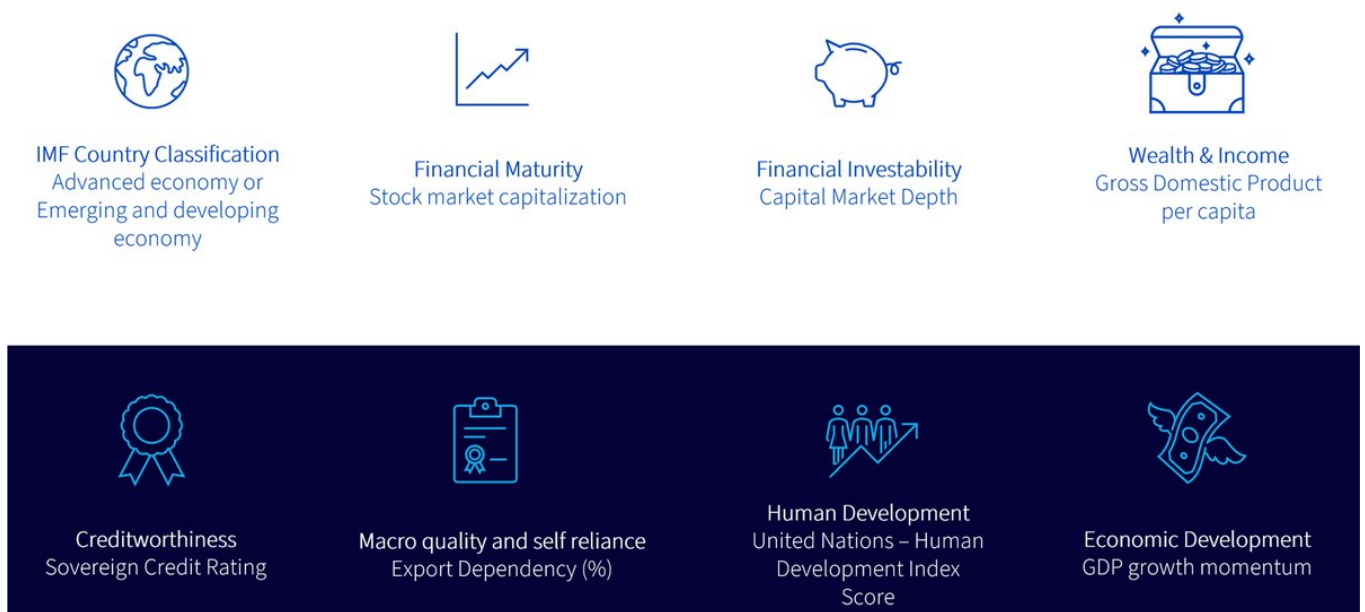 IMF Country Classification
Advanced economy or
Emerging and developing
economy
Financial Maturity
Stock market capitalization
Financial Investability
Capital Market Depth
Wealth & Income
Gross Domestic Product
per capita
Creditworthiness
Sovereign Credit Rating
Macro quality and self reliance
Export Dependency (%)
Human Development
United Nations – Human
Development Index
Score
Economic Development
GDP growth momentum